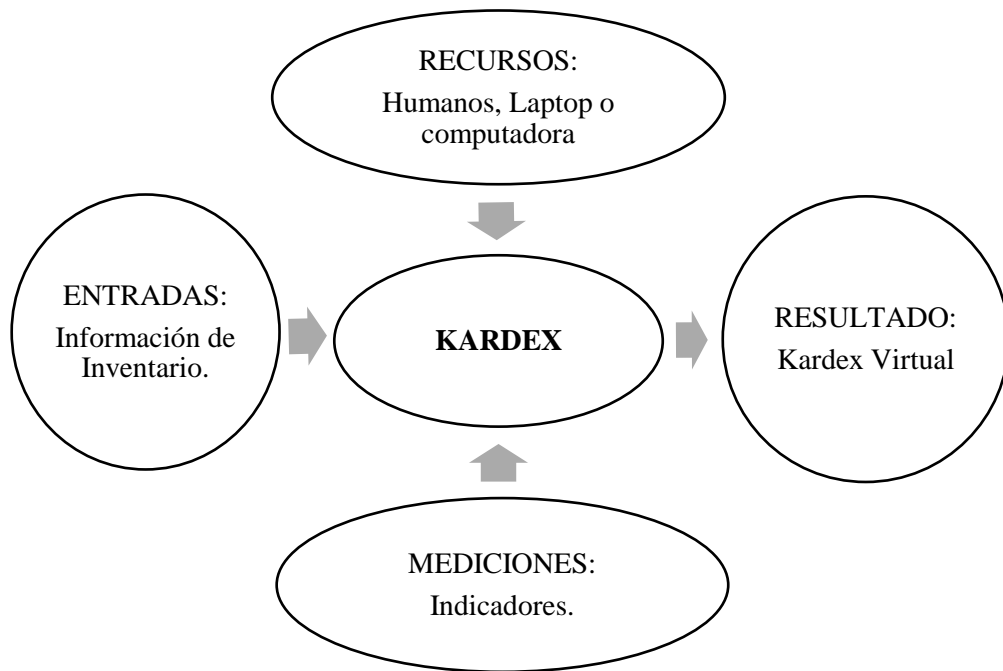 RECURSOS:
Humanos, Laptop o
computadora
ENTRADAS:
Información de
Inventario.
KARDEX
RESULTADO:
Kardex Virtual
MEDICIONES:
Indicadores.